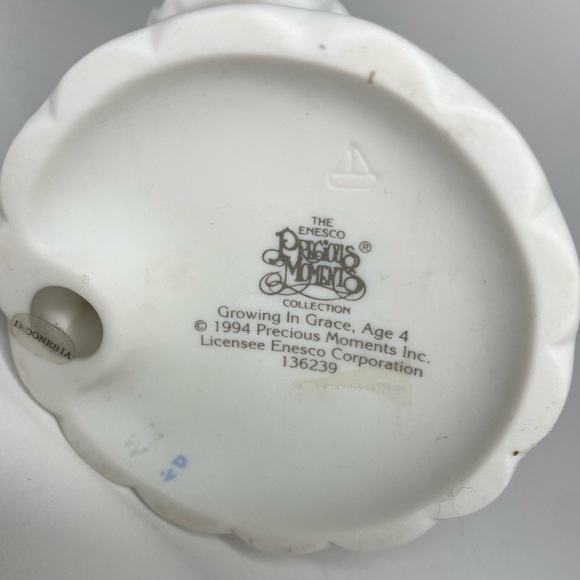 THE
ENESCO
PRECIOUS
MOMENTS®
COLLECTION
Growing In Grace, Age 4
© 1994 Precious Moments Inc.
Licensee Enesco Corporation
136239
INDONESIA